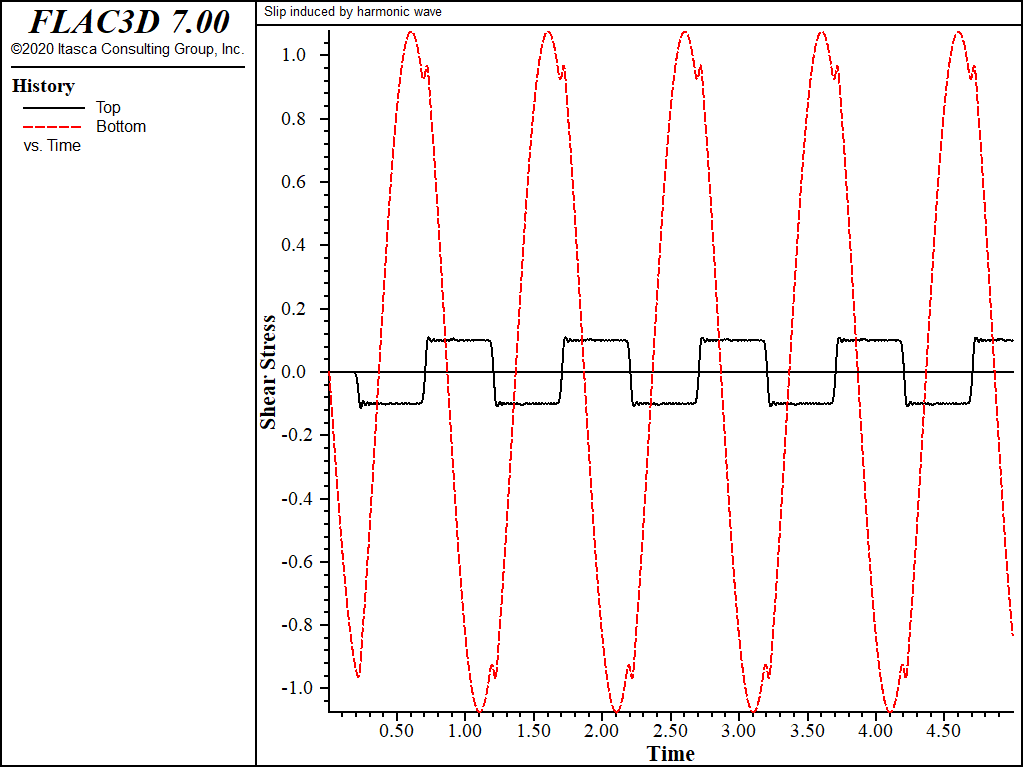 FLAC3D 7.00
©2020 Itasca Consulting Group, Inc.
History
Top
Bottom
vs. Time
Slip induced by harmonic wave
Shear Stress
1.0
0.8
0.6
0.4
0.2
0.0
-0.2
-0.4
-0.6
-0.8
-1.0
0.50 1.00 1.50 2.00 2.50 3.00 3.50 4.00 4.50
Time